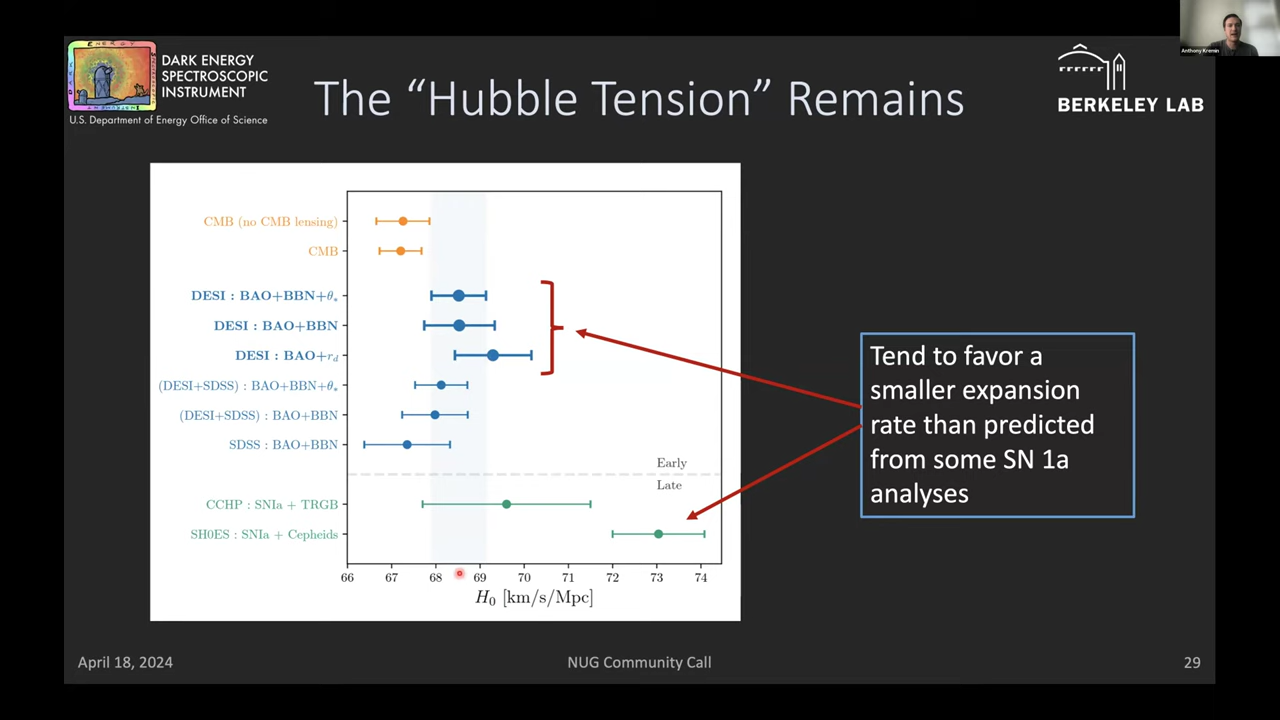 Anthony Kremin
DARK ENERGY
SPECTROSCOPIC
INSTRUMENT
U.S. Department of Energy Office of Science
The “Hubble Tension” Remains
BERKELEY LAB
CMB (no CMB lensing)
CMB
DESI : BAO+BBN+θ*
DESI : BAO+BBN
DESI : BAO+r_d
(DESI+SDSS) : BAO+BBN+θ*
(DESI+SDSS) : BAO+BBN
SDSS : BAO+BBN
Early
Late
CCHP : SNIa + TRGB
SH0ES : SNIa + Cepheids
66 67 68 69 70 71 72 73 74
H₀ [km/s/Mpc]
Tend to favor a
smaller expansion
rate than predicted
from some SN 1a
analyses
April 18, 2024
NUG Community Call
29